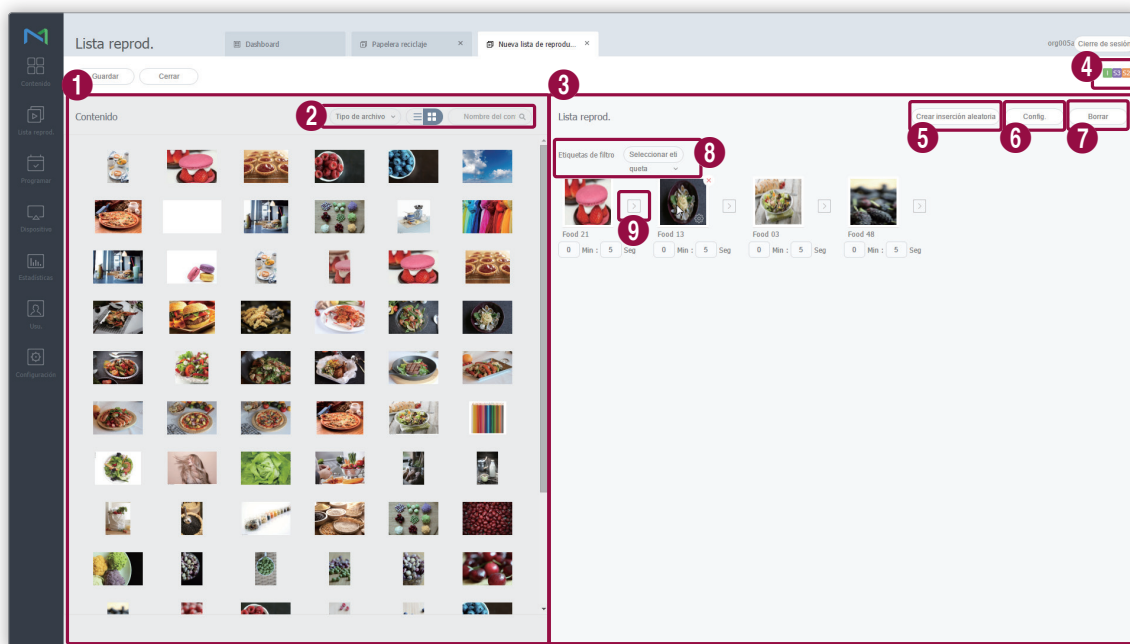 Lista reprod.
Dashboard
Papelera reciclaje ×
Nueva lista de reprodu... ×
org005a
Cierre de sesión
Contenido
Lista reprod.
Programar
Dispositivo
Estadísticas
Configuración
Guardar
Cerrar
1
2
3
4
I S3 S2
Contenido
Tipo de archivo
Nombre del con
Lista reprod.
Crear inserción aleatoria
Config.
Borrar
5
6
7
Etiquetas de filtro
Seleccionar eti
queta
8
9
Food 21
Food 13
Food 03
Food 48
0 Min : 5 Seg
0 Min : 5 Seg
0 Min : 5 Seg
0 Min : 5 Seg